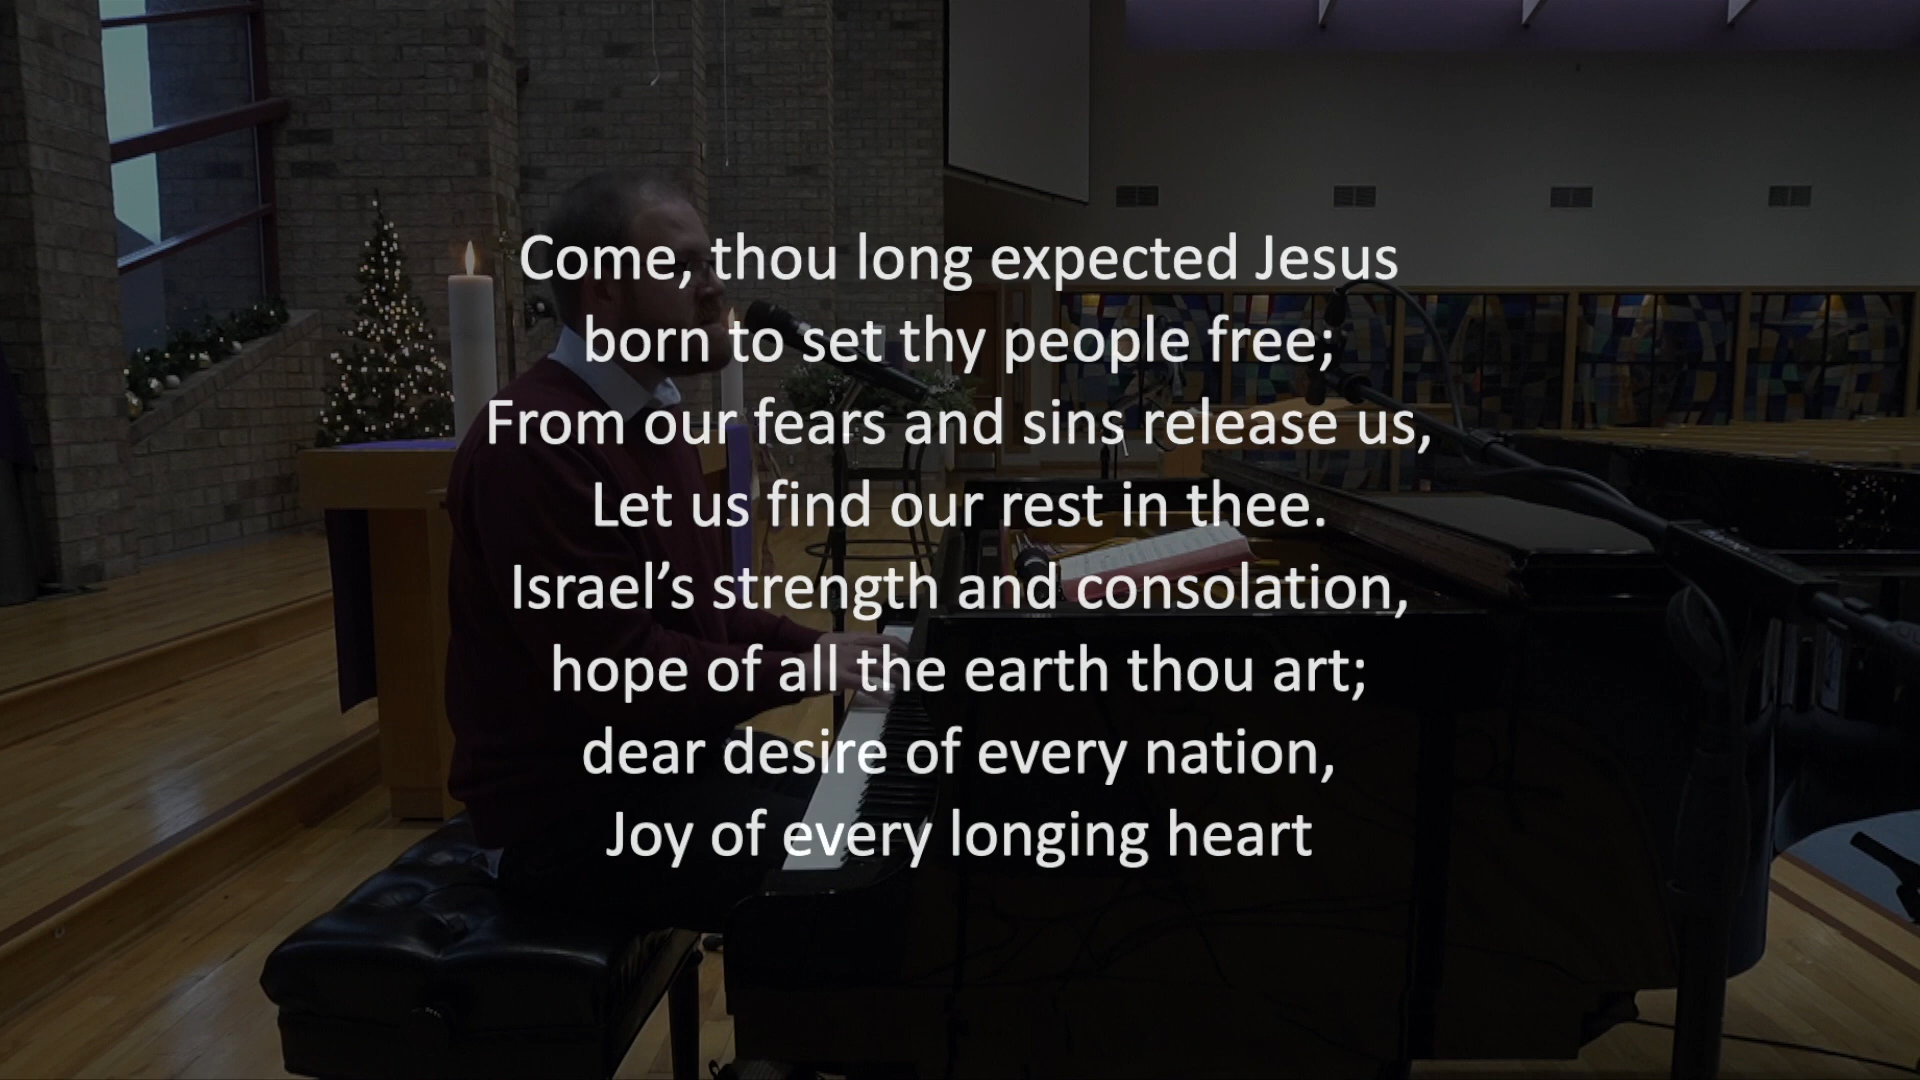 Come, thou long expected Jesus
born to set thy people free;
From our fears and sins release us,
Let us find our rest in thee.
Israel’s strength and consolation,
hope of all the earth thou art;
dear desire of every nation,
Joy of every longing heart